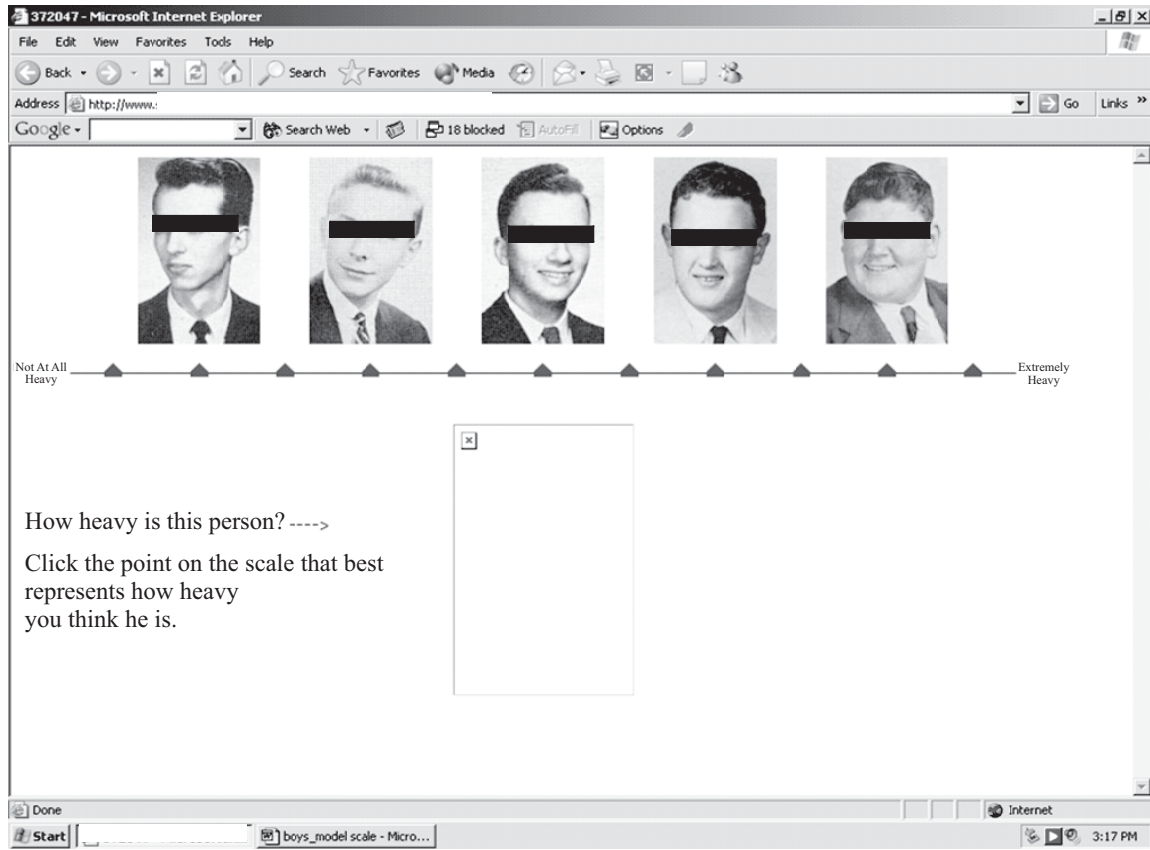 372047 - Microsoft Internet Explorer
File Edit View Favorites Tools Help
Back Search Favorites Media
Address http://www. Go Links »
Google Search Web 18 blocked AutoFill Options
Not At All
Heavy
Extremely
Heavy
How heavy is this person? ---->
Click the point on the scale that best
represents how heavy
you think he is.
Done Internet
Start boys_model scale - Micro... 3:17 PM